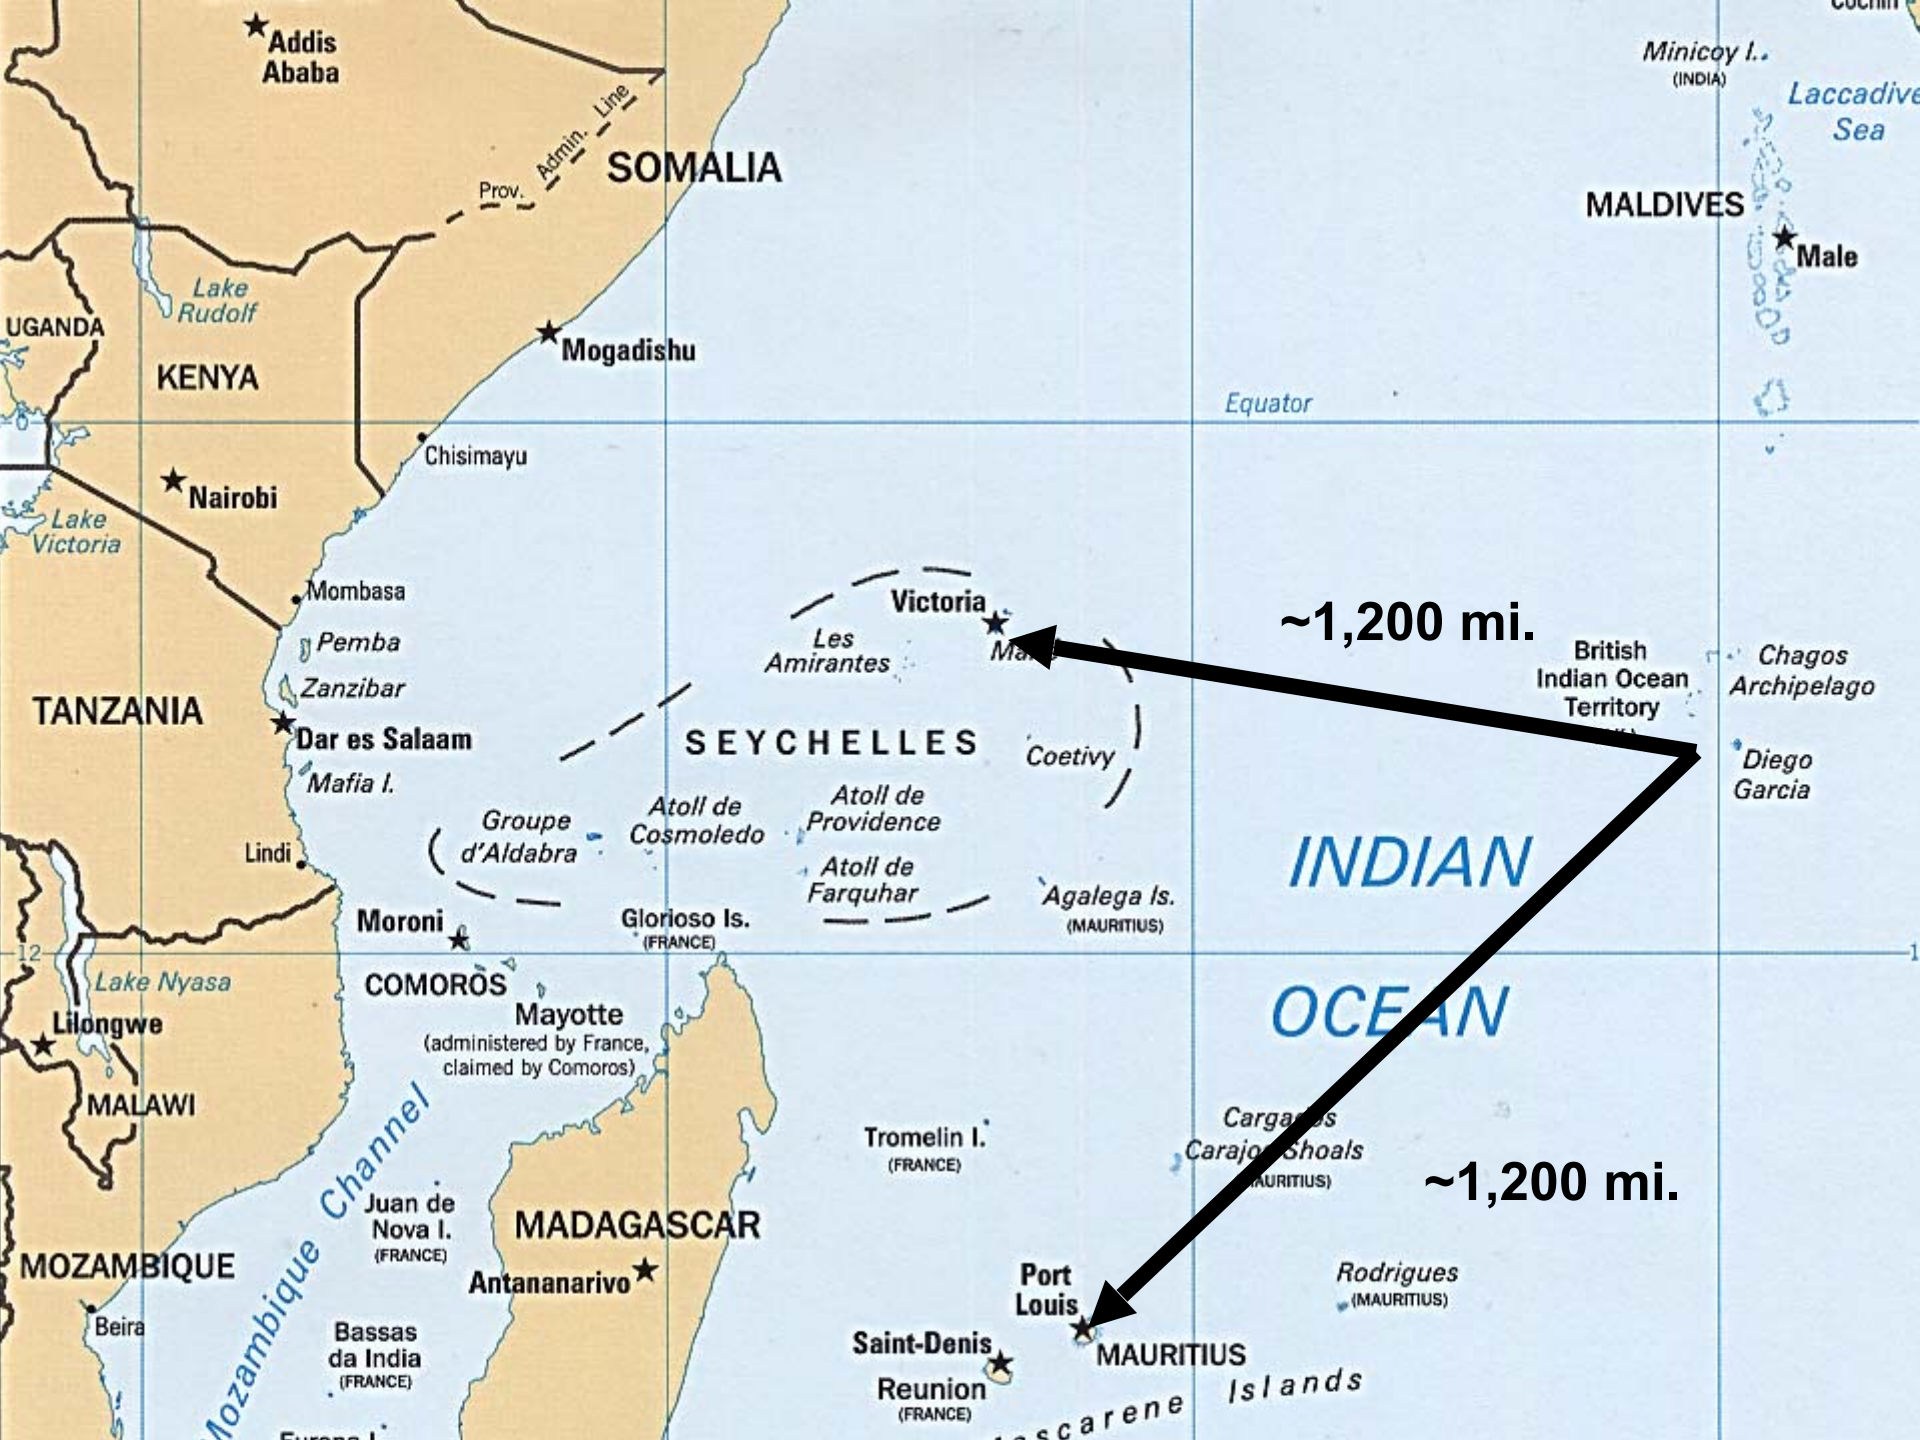 Addis
Ababa
Prov.
Admin.
Line
SOMALIA
Minicoy I.
(INDIA)
Laccadive
Sea
MALDIVES
Male
Lake
Rudolf
UGANDA
KENYA
Mogadishu
Equator
0
Chisimayu
Nairobi
Lake
Victoria
Mombasa
Pemba
Zanzibar
TANZANIA
Dar es Salaam
Mafia I.
Lindi
Victoria
Les
Amirantes
~1,200 mi.
British
Indian Ocean
Territory
Chagos
Archipelago
Diego
Garcia
SEYCHELLES
Coetivy
Groupe
d'Aldabra
Atoll de
Cosmoledo
Atoll de
Providence
Atoll de
Farquhar
Agalega Is.
(MAURITIUS)
INDIAN
OCEAN
Moroni
Glorioso Is.
(FRANCE)
12
COMOROS
Mayotte
(administered by France,
claimed by Comoros)
Lake Nyasa
Lilongwe
MALAWI
Mozambique Channel
Tromelin I.
(FRANCE)
Carajos Shoals
~1,200 mi.
Juan de
Nova I.
(FRANCE)
MADAGASCAR
Antananarivo
MOZAMBIQUE
Beira
Port
Louis
Rodrigues
(MAURITIUS)
Bassas
da India
(FRANCE)
Saint-Denis
MAURITIUS
Reunion
(FRANCE)
Islands